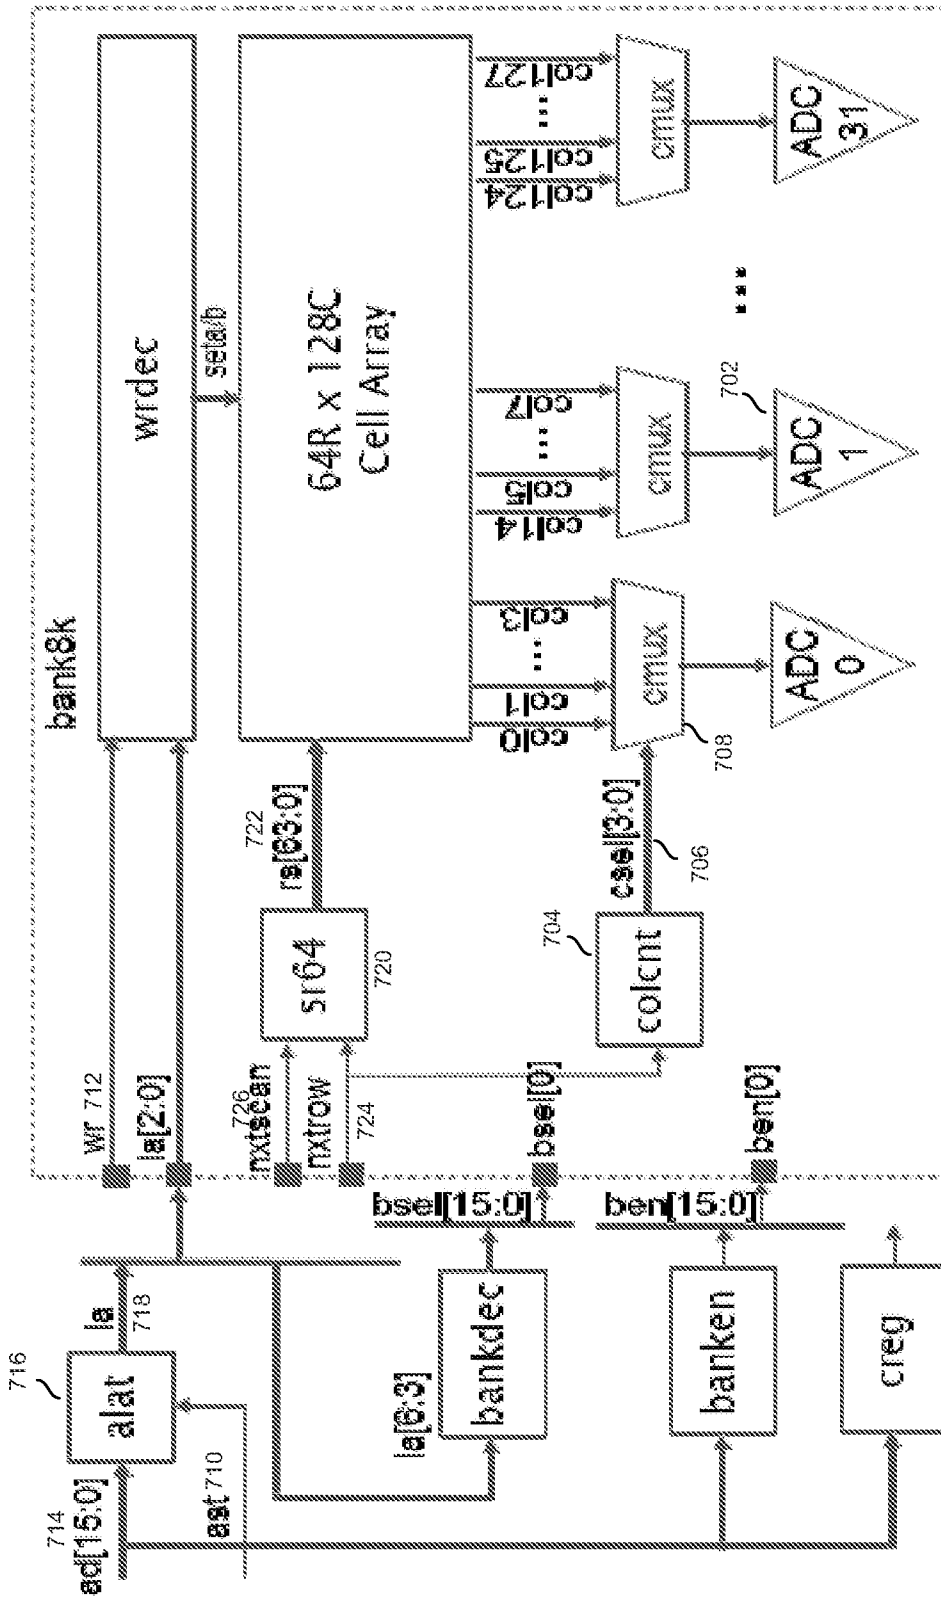 bank8k
wrdec
seta/b
64R x 128C
Cell Array
wr 712
la[2:0]
722
rs[63:0]
sr64
720
726
nxtscan
nxtrow
724
col0
col1
...
col3
col14
col5
...
col7
col124
col125
...
col127
cmux
cmux
cmux
708
csel[3:0]
706
704
colcnt
ADC
0
ADC
1
702
...
ADC
31
716
alat
la
718
714
ad[15:0]
ast 710
la[6:3]
bankdec
bsel[15:0]
bsel[0]
banken
ben[15:0]
ben[0]
creg